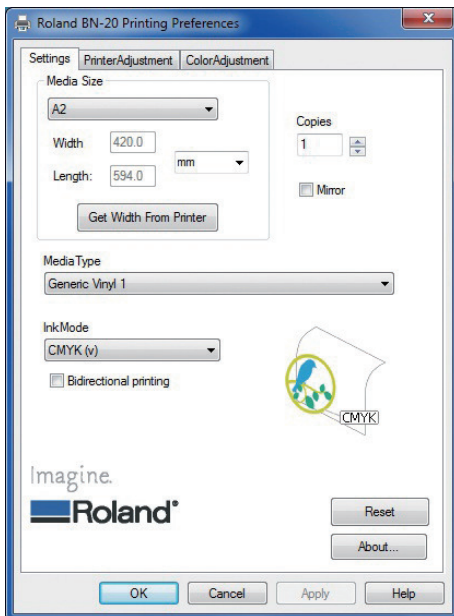 Roland BN-20 Printing Preferences
Settings PrinterAdjustment ColorAdjustment
Media Size
A2
Width 420.0
mm
Length: 594.0
Get Width From Printer
Copies
1
Mirror
MediaType
Generic Vinyl 1
InkMode
CMYK (v)
Bidirectional printing
CMYK
Imagine.
Roland®
Reset
About...
OK Cancel Apply Help